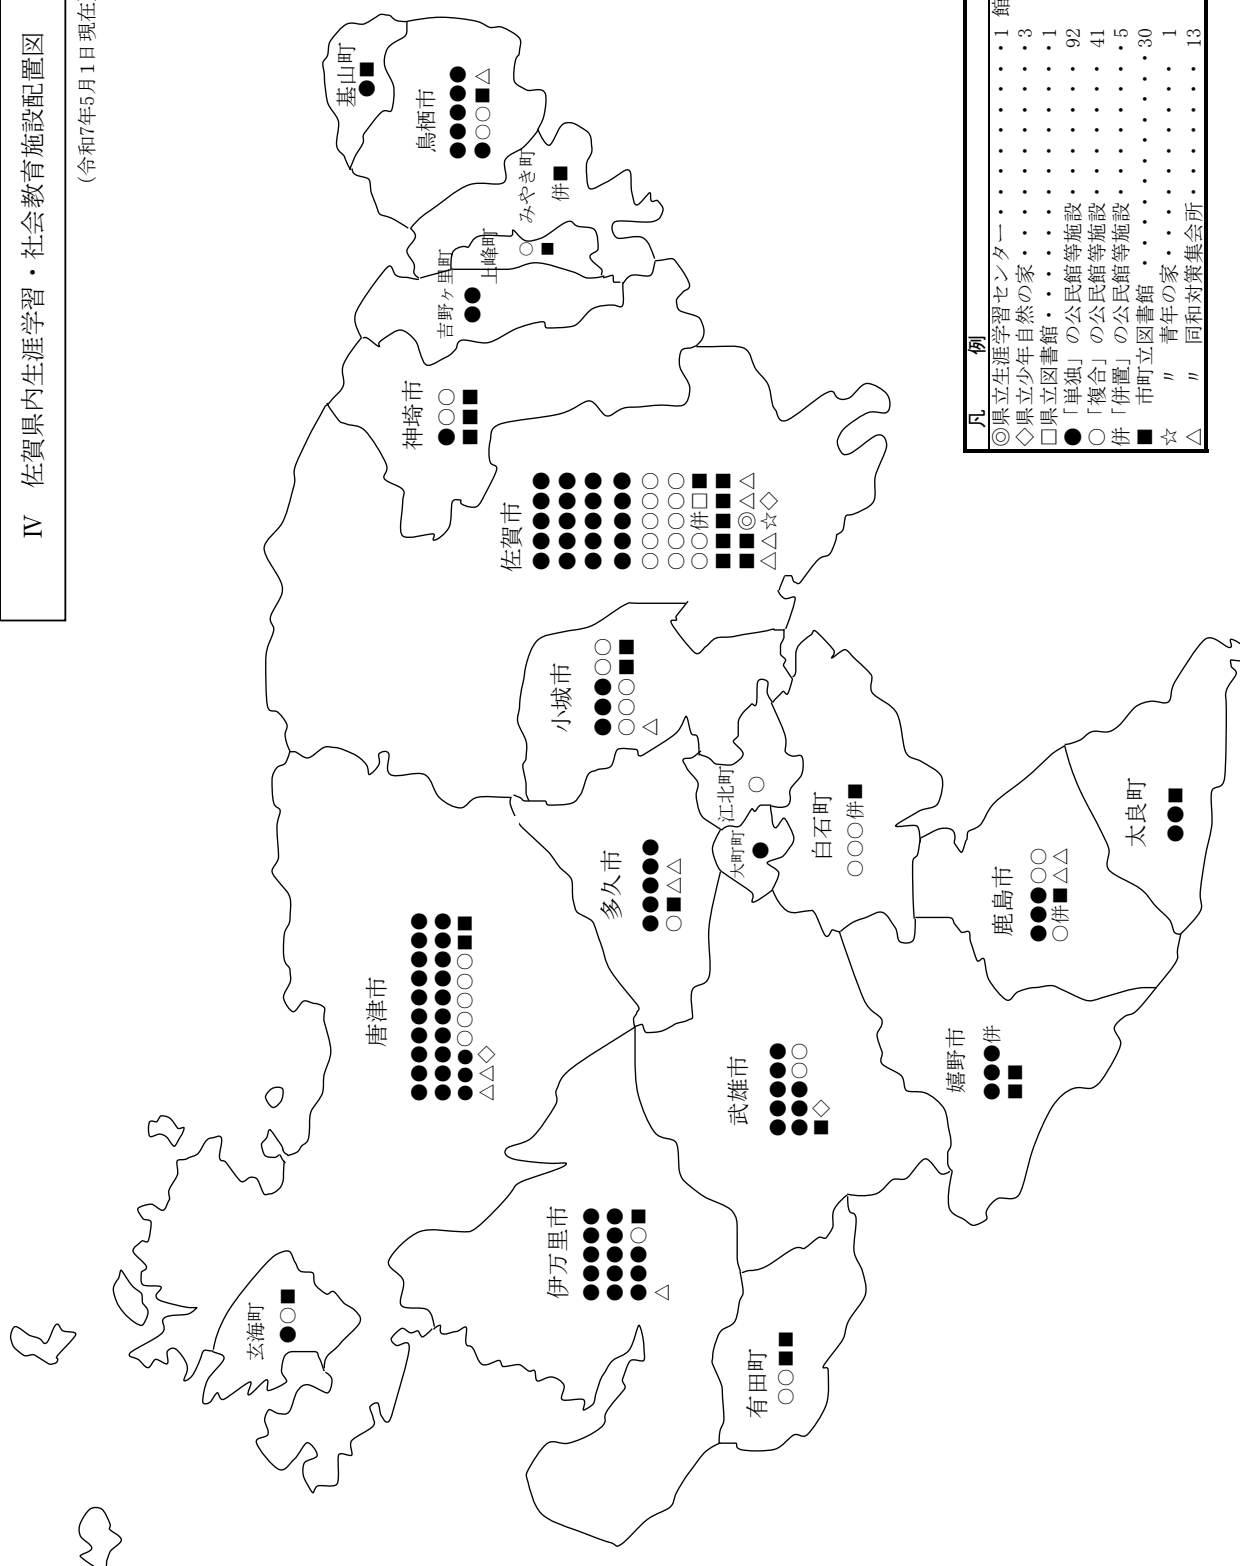 Ⅳ 佐賀県内生涯学習・社会教育施設配置図
(令和7年5月1日現在
基山町
●■
鳥栖市
●●●●●
●○○■△
みやき町
併■
上峰町
○
■
吉野ヶ里町
●●
神埼市
●○○
■■■
佐賀市
●●●●●
●●●●●
●●●●●
●●●●●
○○○○○
○○○○○
○○併□■
■■■■■
■■◎△△
△△☆◇
小城市
●●●○○
○○○■■
△
多久市
●●●●●
○■△△
江北町
○
大町町
●
白石町
○○○併■
唐津市
●●●●●●●●●●
●●●●●●●●●●
●●●○○○○○■■
△△◇
玄海町
●○■
伊万里市
●●●●●
●●●●●
●●●○■
△
武雄市
●●●●●
●●●○○
■◇
有田町
○○■■
嬉野市
●●●併
■■
鹿島市
●●●○○
○併■△△
太良町
●●■
凡 例
◎県立生涯学習センター・・・・・・・・・・1 館
◇県立少年自然の家・・・・・・・・・・・・3
□県立図書館・・・・・・・・・・・・・・・1
●「単独」の公民館等施設・・・・・・・・・92
○「複合」の公民館等施設・・・・・・・・・41
併「併置」の公民館等施設・・・・・・・・・5
■ 市町立図書館・・・・・・・・・・・・30
☆ 〃 青年の家・・・・・・・・・・・1
△ 〃 同和対策集会所・・・・・・・・13